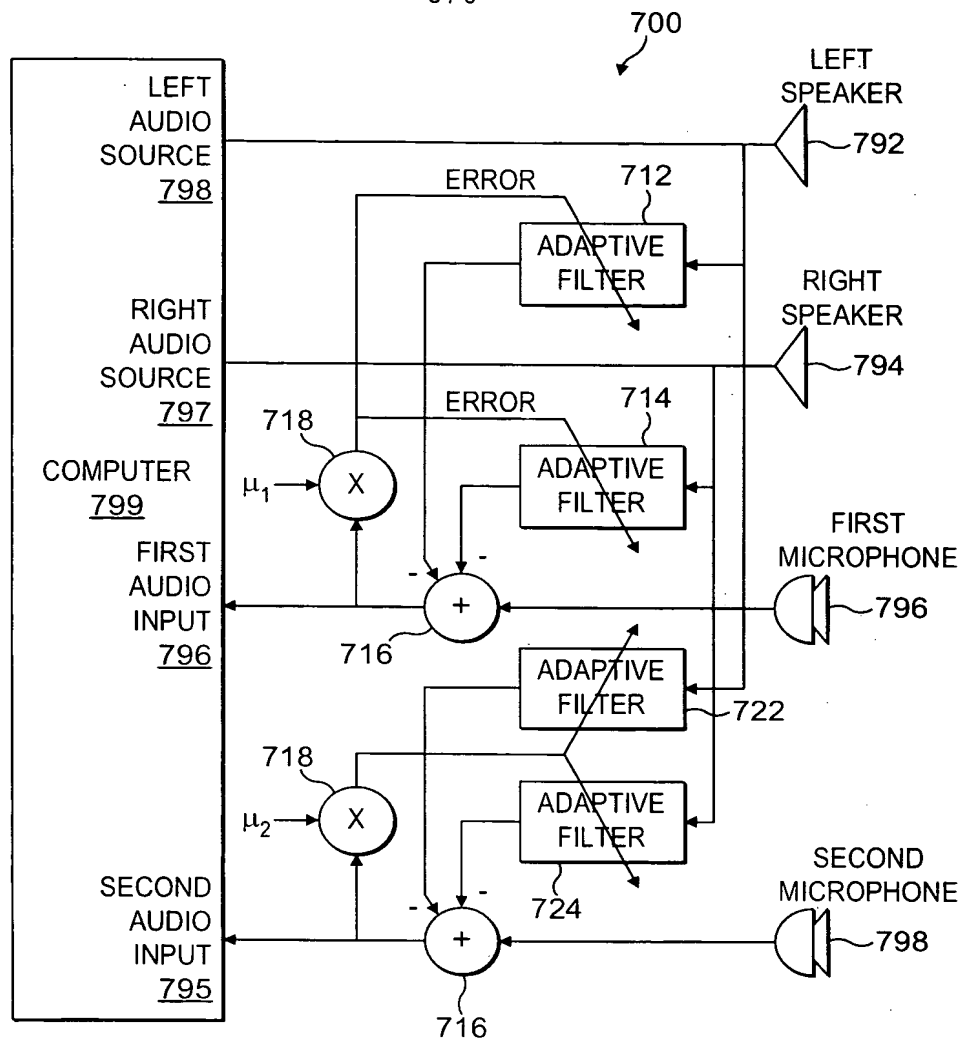 700
LEFT
AUDIO
SOURCE
798
LEFT
SPEAKER
792
ERROR
712
ADAPTIVE
FILTER
RIGHT
AUDIO
SOURCE
797
RIGHT
SPEAKER
794
ERROR
714
718
COMPUTER
799
μ1
X
ADAPTIVE
FILTER
FIRST
AUDIO
INPUT
796
-
-
+
716
FIRST
MICROPHONE
796
ADAPTIVE
FILTER
722
718
μ2
X
ADAPTIVE
FILTER
724
SECOND
AUDIO
INPUT
795
-
-
+
716
SECOND
MICROPHONE
798